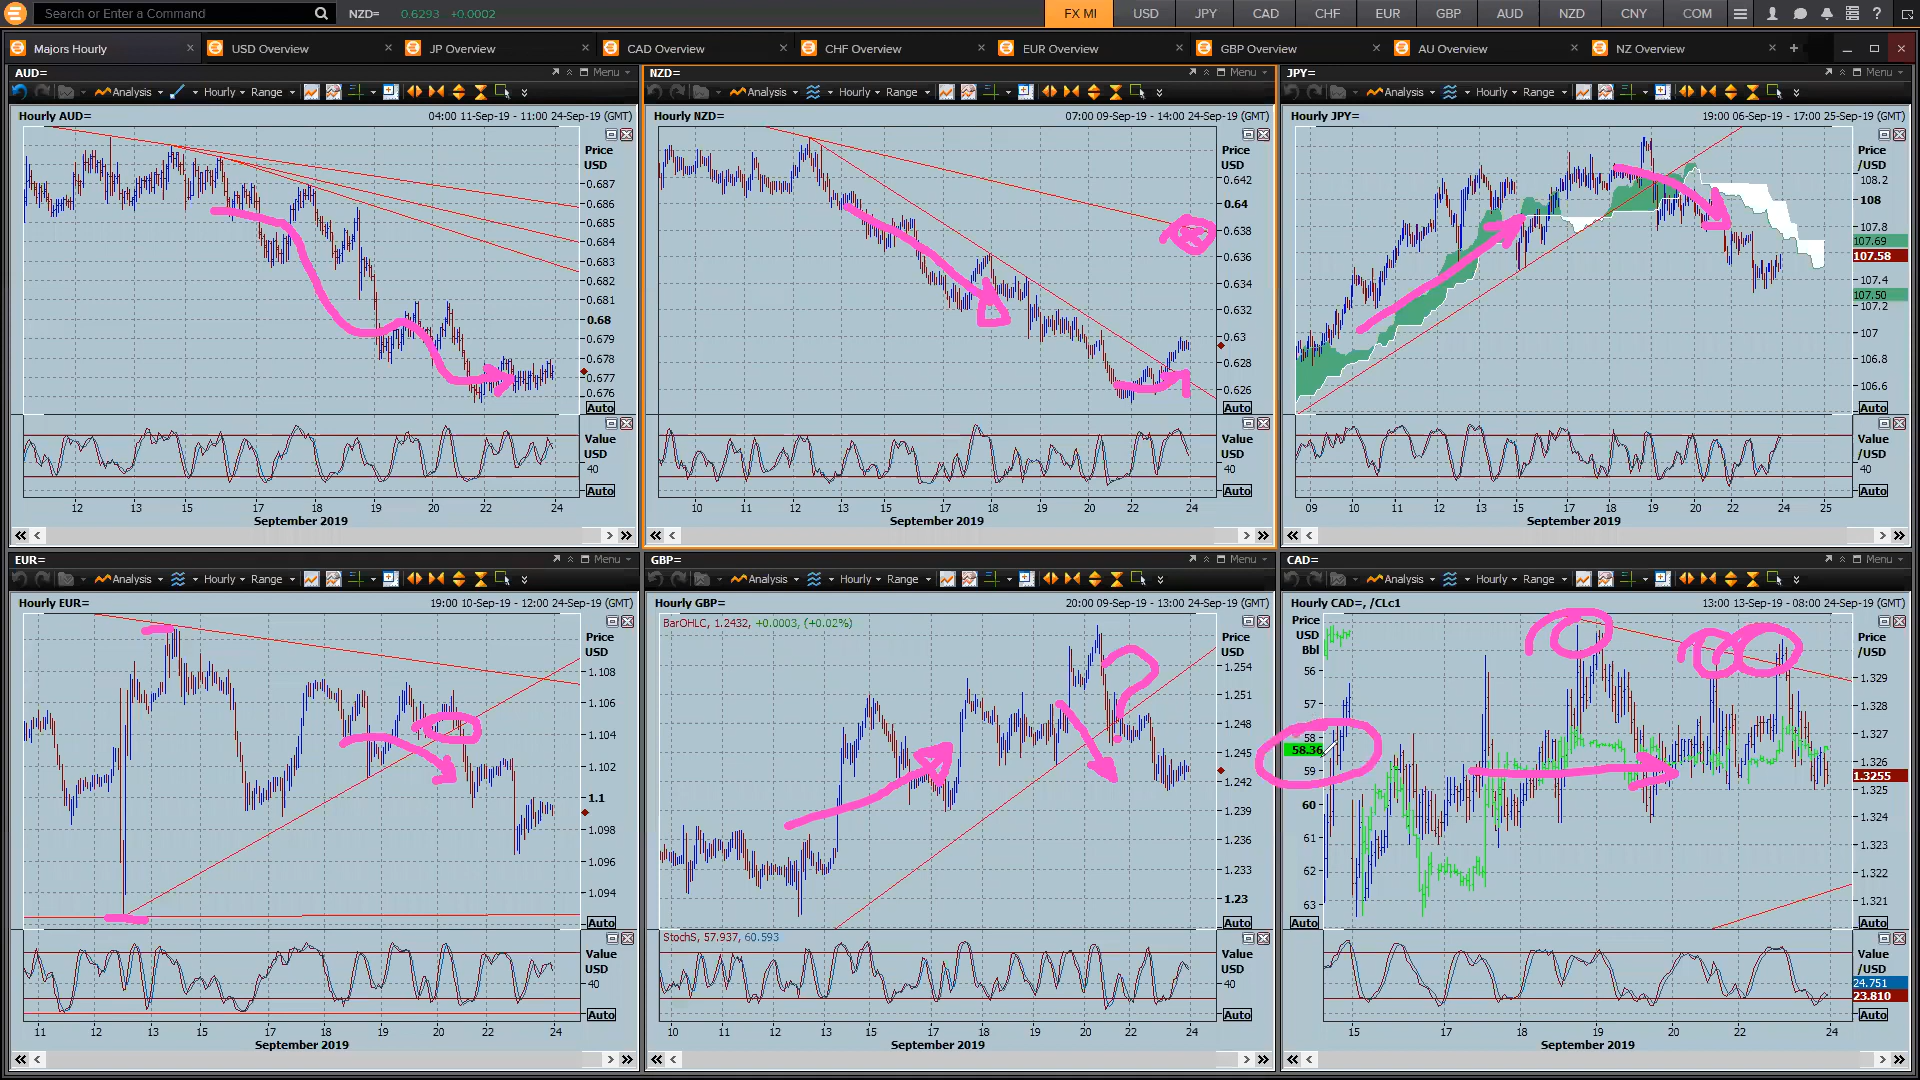 Search or Enter a Command NZD= 0.6293 +0.0002 FX MI USD JPY CAD CHF EUR GBP AUD NZD CNY COM ?
Majors Hourly USD Overview JP Overview CAD Overview CHF Overview EUR Overview GBP Overview AU Overview NZ Overview
AUD= Menu
Analysis Hourly Range
Hourly AUD= 04:00 11-Sep-19 - 11:00 24-Sep-19 (GMT)
Price
USD
0.687
0.686
0.684
0.683
0.681
0.68
0.679
0.678
0.677
0.676
Auto
Value
USD
40
Auto
12 15 17 18 19 20 22 24
September 2019
NZD= Menu
Analysis Hourly Range
Hourly NZD= 07:00 09-Sep-19 - 14:00 24-Sep-19 (GMT)
Price
USD
0.642
0.64
0.638
0.636
0.634
0.632
0.63
0.628
0.626
Auto
Value
USD
40
Auto
10 11 12 13 15 17 18 19 20 22 24
September 2019
JPY= Menu
Analysis Hourly Range
Hourly JPY= 19:00 06-Sep-19 - 17:00 25-Sep-19 (GMT)
Price
/USD
108.2
108
107.8
107.69
107.58
107.4
107.50
107.2
107
106.8
106.6
Auto
Value
USD
40
Auto
09 10 11 12 13 15 17 18 19 20 22 24 25
September 2019
EUR= Menu
Analysis Hourly Range
Hourly EUR= 19:00 10-Sep-19 - 12:00 24-Sep-19 (GMT)
Price
USD
1.108
1.106
1.104
1.102
1.1
1.098
1.096
1.094
Auto
Value
USD
40
Auto
11 12 13 15 17 18 19 20 22 24
September 2019
GBP= Menu
Analysis Hourly Range
Hourly GBP= 20:00 09-Sep-19 - 13:00 24-Sep-19 (GMT)
BarOHLC, 1.2432, +0.0003, (+0.02%)
Price
USD
1.254
1.251
1.248
1.245
1.242
1.239
1.236
1.233
1.23
Auto
?
StochS, 57.937, 60.593
Value
USD
40
Auto
10 11 12 13 15 17 18 19 20 22 24
September 2019
CAD= Menu
Analysis Hourly Range
Hourly CAD=, /CLc1 13:00 13-Sep-19 - 08:00 24-Sep-19 (GMT)
Price
USD
Bbl
56
57
58
58.36
59
60
61
62
63
Auto
Price
/USD
1.329
1.328
1.327
1.326
1.3255
1.325
1.324
1.323
1.322
1.321
Auto
Value
/USD
24.751
23.810
Auto
15 17 18 19 20 22 24
September 2019